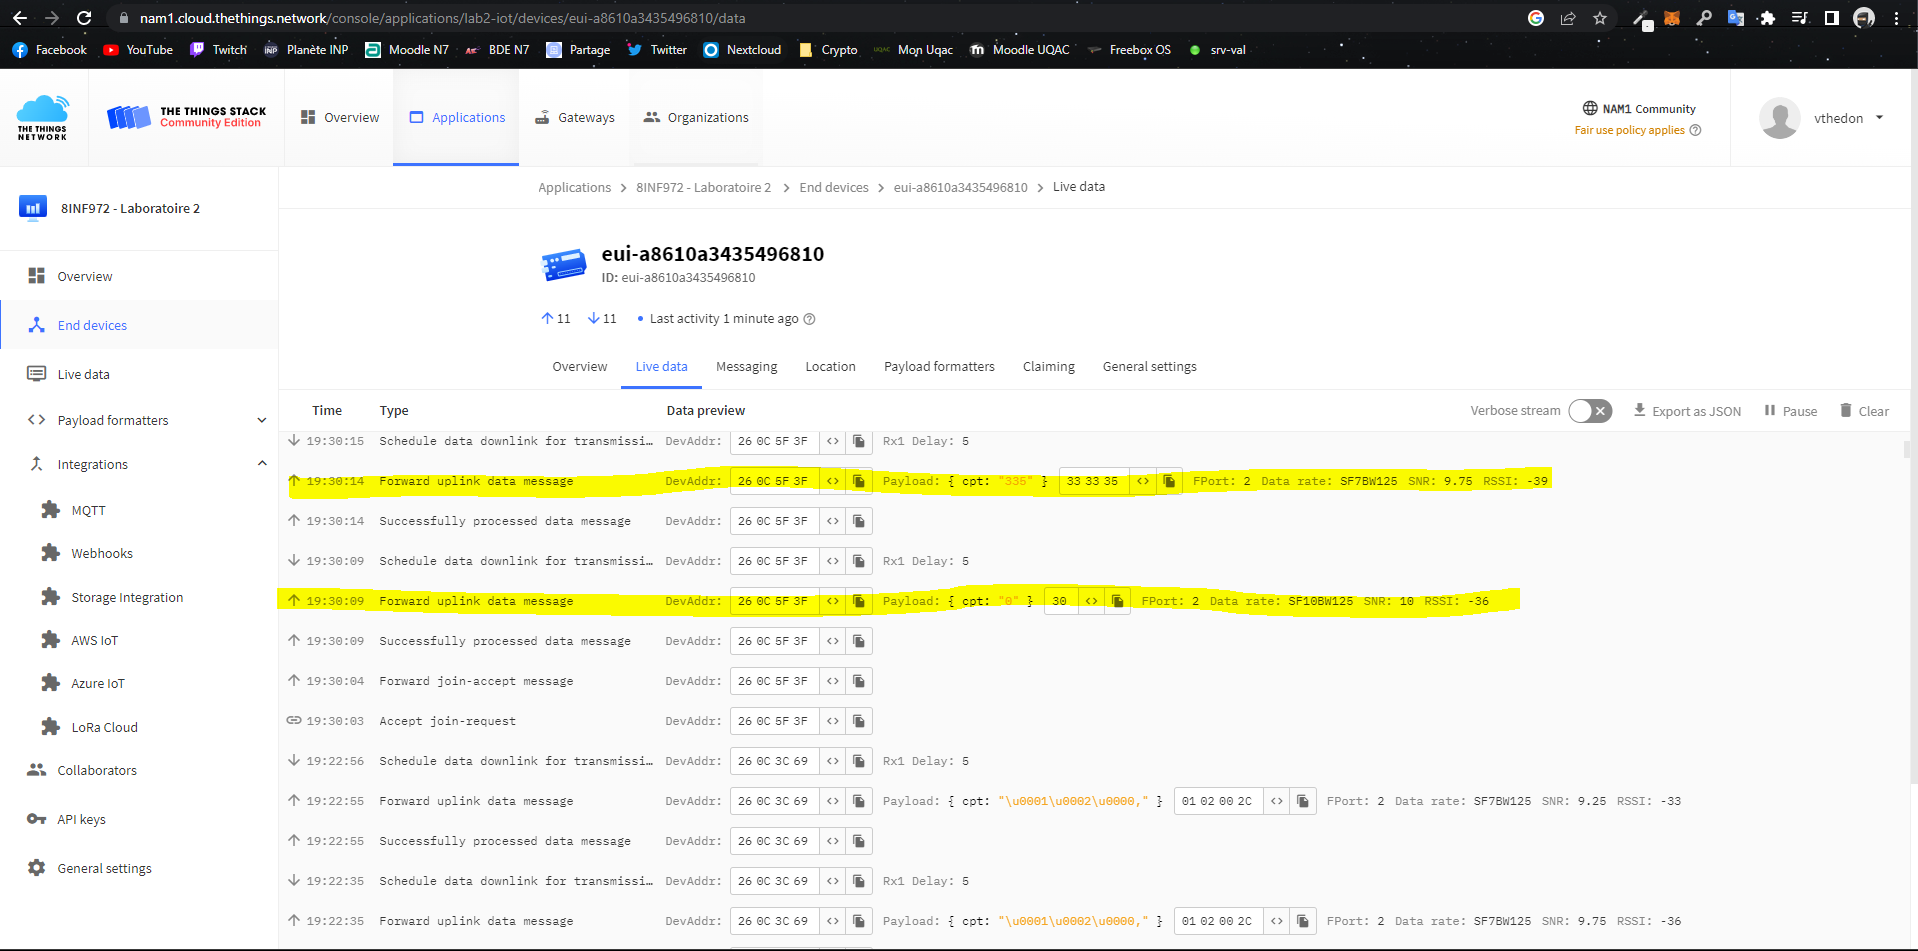 nam1.cloud.thethings.network/console/applications/lab2-iot/devices/eui-a8610a3435496810/data
Facebook YouTube Twitch Planète INP Moodle N7 BDE N7 Partage Twitter Nextcloud Crypto Mon Uqac Moodle UQAC Freebox OS srv-val
THE THINGS NETWORK
THE THINGS STACK
Community Edition
Overview Applications Gateways Organizations
NAM1 Community
Fair use policy applies
vthedon
8INF972 - Laboratoire 2
Overview
End devices
Live data
Payload formatters
Integrations
MQTT
Webhooks
Storage Integration
AWS IoT
Azure IoT
LoRa Cloud
Collaborators
API keys
General settings
Applications > 8INF972 - Laboratoire 2 > End devices > eui-a8610a3435496810 > Live data
eui-a8610a3435496810
ID: eui-a8610a3435496810
↑ 11 ↓ 11 • Last activity 1 minute ago
Overview Live data Messaging Location Payload formatters Claiming General settings
Time Type Data preview Verbose stream Export as JSON Pause Clear
↓ 19:30:15 Schedule data downlink for transmissi… DevAddr: 26 0C 5F 3F <> Rx1 Delay: 5
↑ 19:30:14 Forward uplink data message DevAddr: 26 0C 5F 3F <> Payload: { cpt: "335" } 33 33 35 <> FPort: 2 Data rate: SF7BW125 SNR: 9.75 RSSI: -39
↑ 19:30:14 Successfully processed data message DevAddr: 26 0C 5F 3F <>
↓ 19:30:09 Schedule data downlink for transmissi… DevAddr: 26 0C 5F 3F <> Rx1 Delay: 5
↑ 19:30:09 Forward uplink data message DevAddr: 26 0C 5F 3F <> Payload: { cpt: "0" } 30 <> FPort: 2 Data rate: SF10BW125 SNR: 10 RSSI: -36
↑ 19:30:09 Successfully processed data message DevAddr: 26 0C 5F 3F <>
↑ 19:30:04 Forward join-accept message DevAddr: 26 0C 5F 3F <>
19:30:03 Accept join-request DevAddr: 26 0C 5F 3F <>
↓ 19:22:56 Schedule data downlink for transmissi… DevAddr: 26 0C 3C 69 <> Rx1 Delay: 5
↑ 19:22:55 Forward uplink data message DevAddr: 26 0C 3C 69 <> Payload: { cpt: "\u0001\u0002\u0000," } 01 02 00 2C <> FPort: 2 Data rate: SF7BW125 SNR: 9.25 RSSI: -33
↑ 19:22:55 Successfully processed data message DevAddr: 26 0C 3C 69 <>
↓ 19:22:35 Schedule data downlink for transmissi… DevAddr: 26 0C 3C 69 <> Rx1 Delay: 5
↑ 19:22:35 Forward uplink data message DevAddr: 26 0C 3C 69 <> Payload: { cpt: "\u0001\u0002\u0000," } 01 02 00 2C <> FPort: 2 Data rate: SF7BW125 SNR: 9.75 RSSI: -36